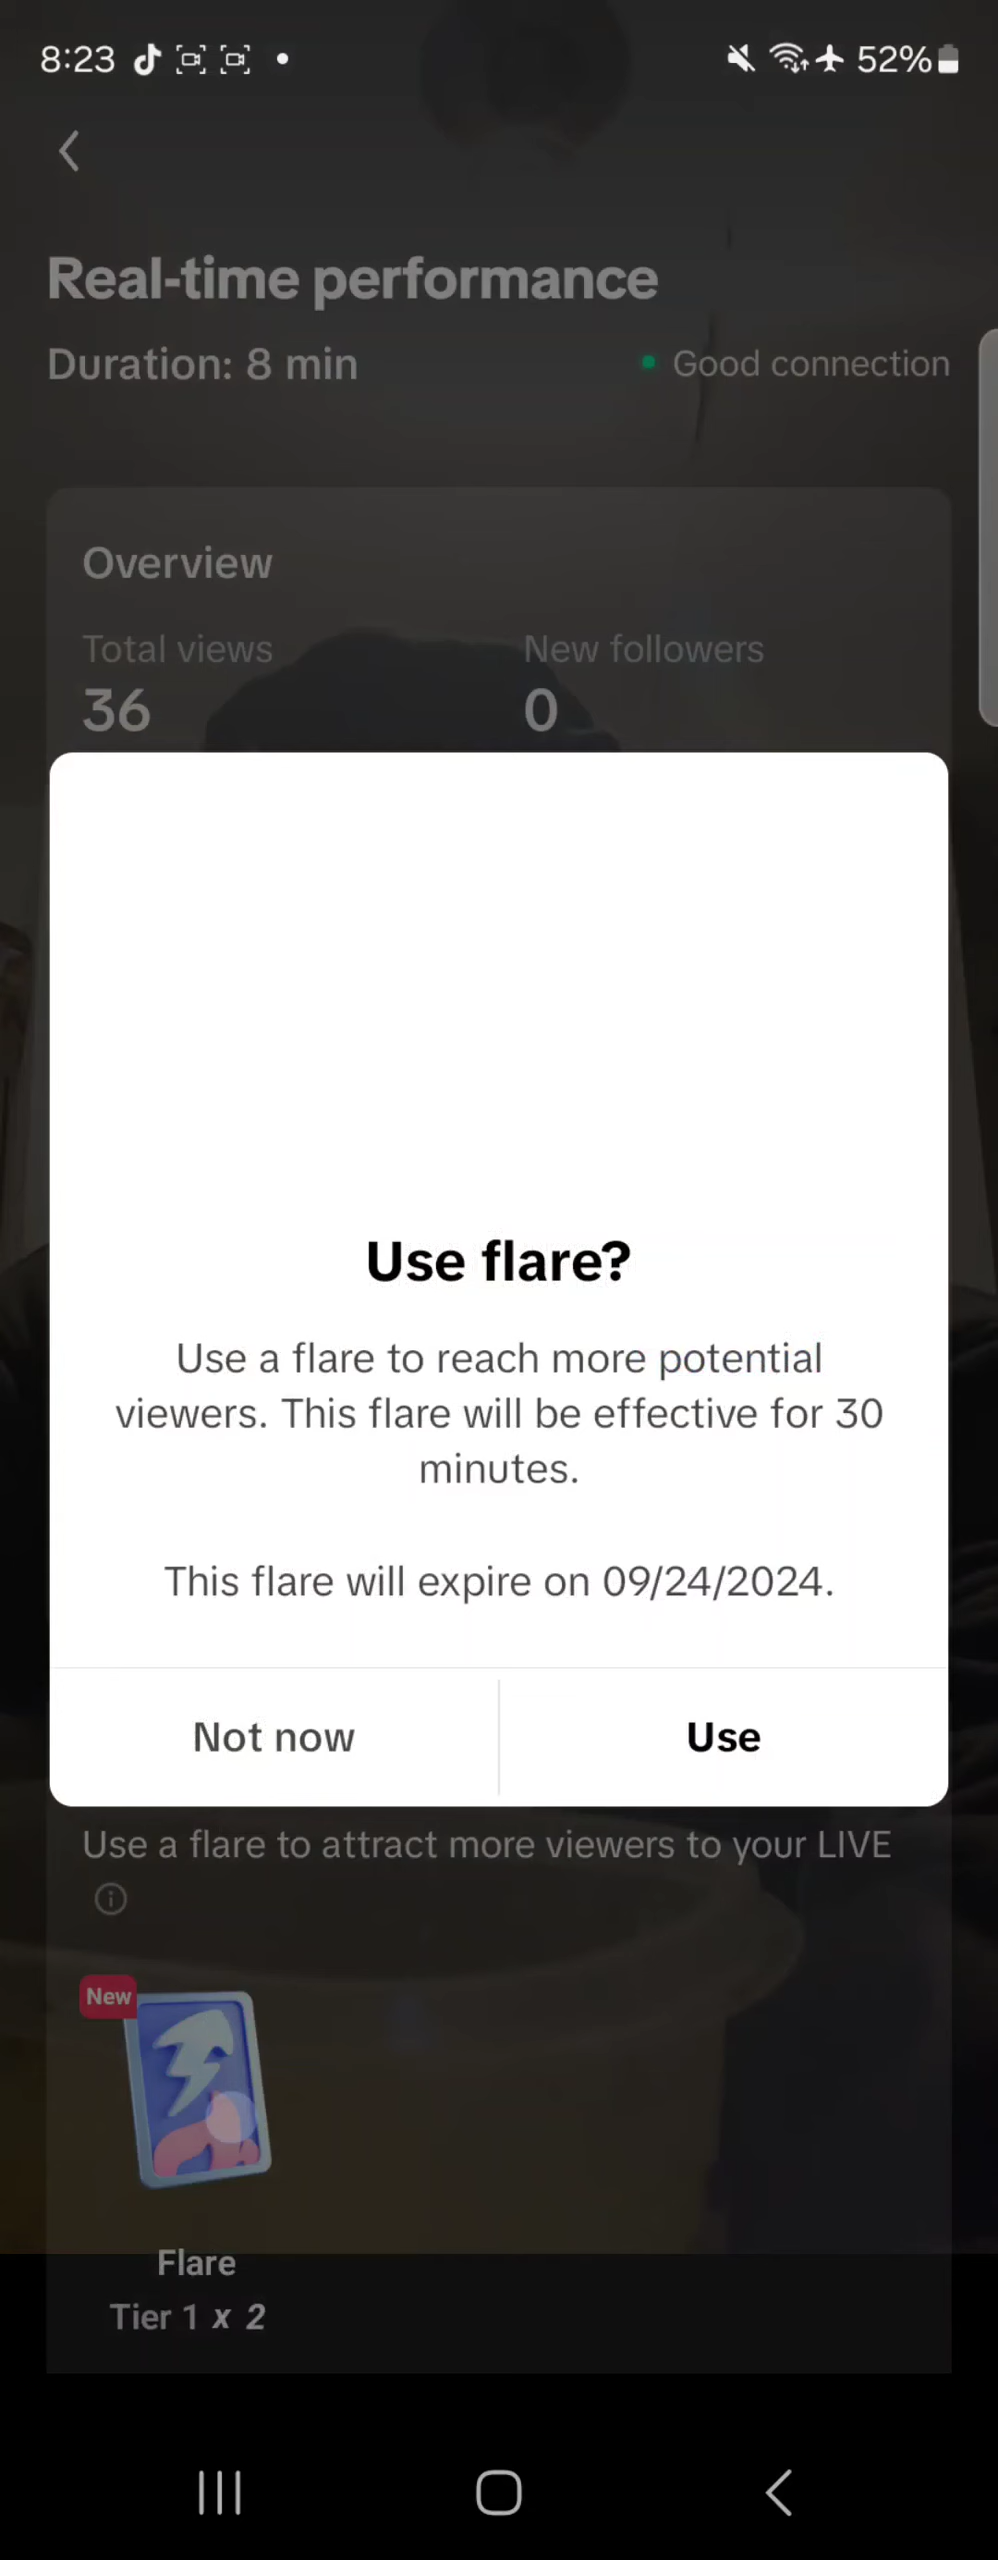 8:23 52%
Real-time performance
Duration: 8 min Good connection
Overview
Total views New followers
36 0
Use flare?
Use a flare to reach more potential
viewers. This flare will be effective for 30
minutes.
This flare will expire on 09/24/2024.
Not now Use
Use a flare to attract more viewers to your LIVE
New
Flare
Tier 1 x 2